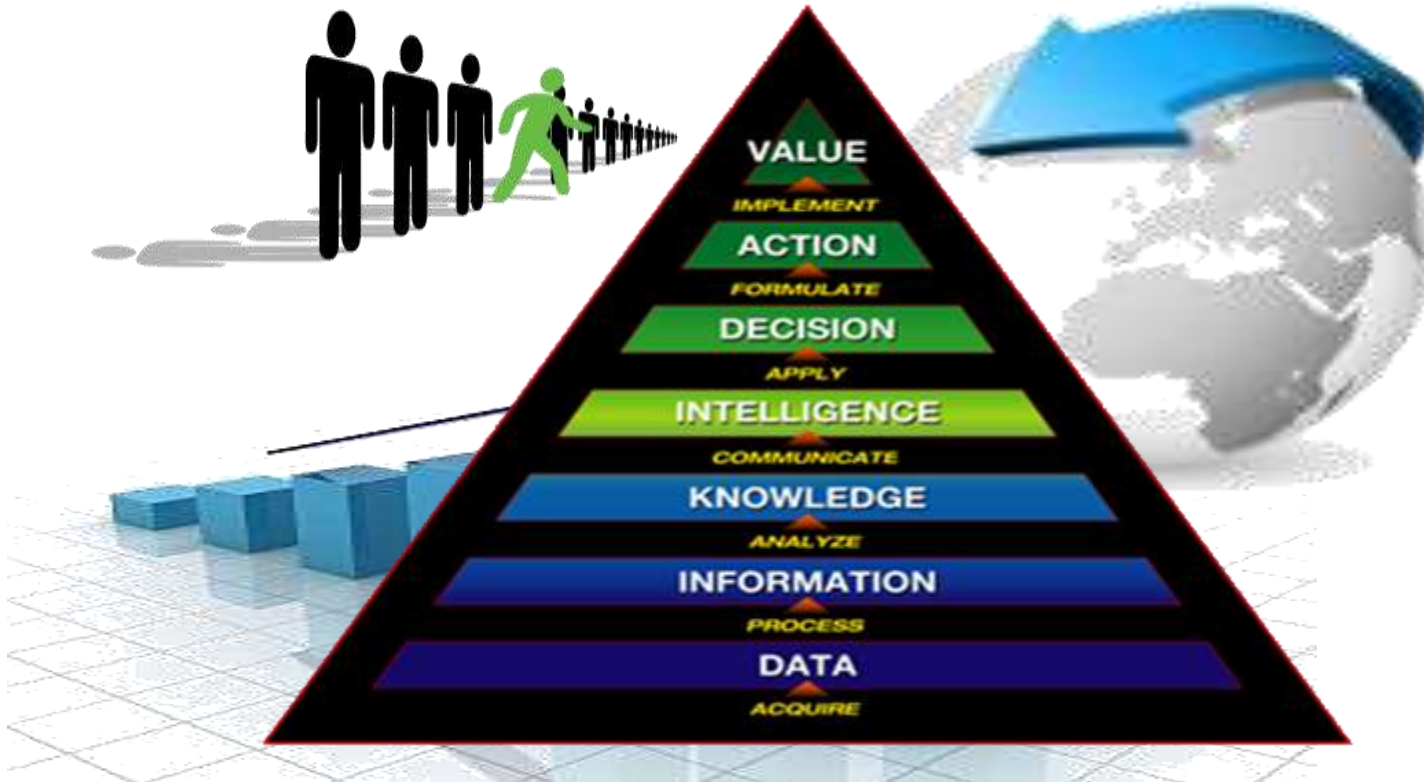 VALUE
IMPLEMENT
ACTION
FORMULATE
DECISION
APPLY
INTELLIGENCE
COMMUNICATE
KNOWLEDGE
ANALYZE
INFORMATION
PROCESS
DATA
ACQUIRE